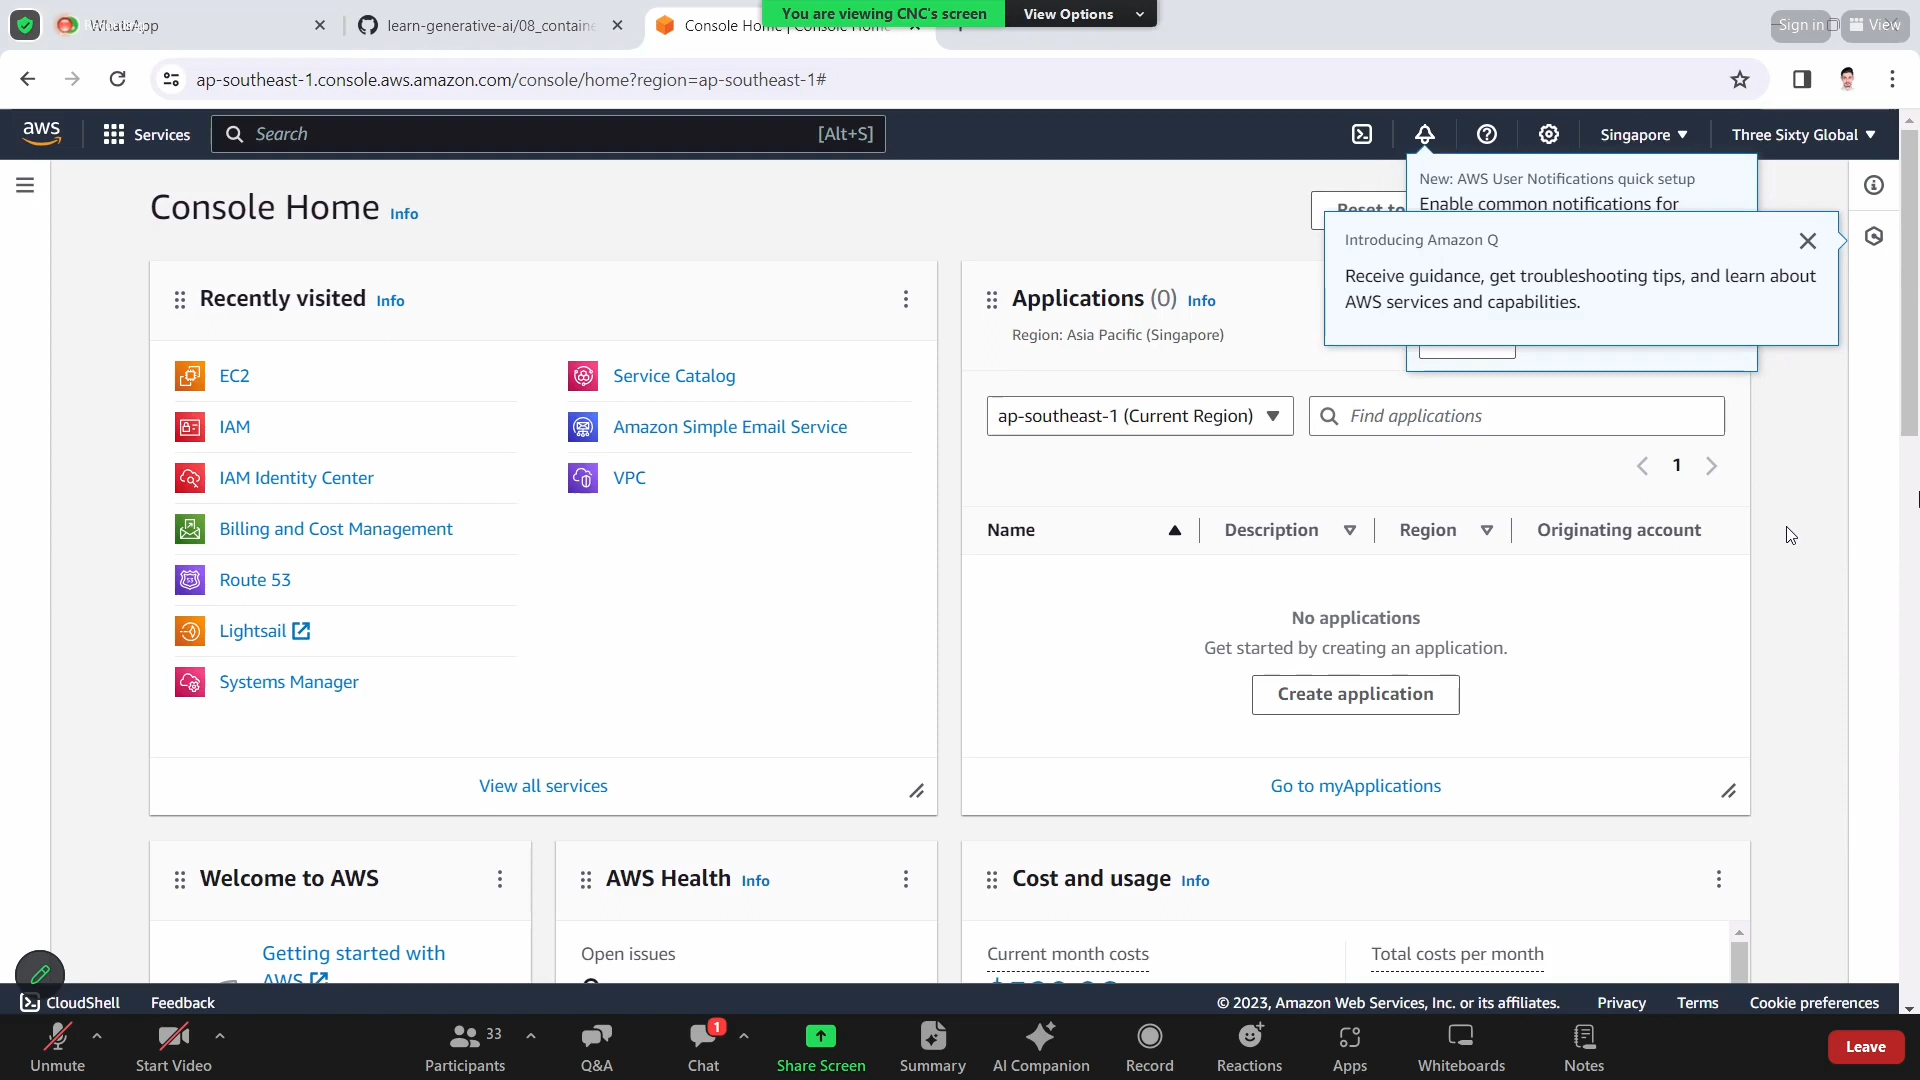 WhatsApp
learn-generative-ai/08_containe
Console Home | Console Home
You are viewing CNC's screen
View Options
Sign in
View
ap-southeast-1.console.aws.amazon.com/console/home?region=ap-southeast-1#
aws
Services
Search
[Alt+S]
Singapore
Three Sixty Global
New: AWS User Notifications quick setup
Enable common notifications for
Console Home Info
Reset to
Introducing Amazon Q
Receive guidance, get troubleshooting tips, and learn about
AWS services and capabilities.
Recently visited Info
EC2
IAM
IAM Identity Center
Billing and Cost Management
Route 53
Lightsail
Systems Manager
Service Catalog
Amazon Simple Email Service
VPC
View all services
Applications (0) Info
Region: Asia Pacific (Singapore)
ap-southeast-1 (Current Region)
Find applications
1
Name
Description
Region
Originating account
No applications
Get started by creating an application.
Create application
Go to myApplications
Welcome to AWS
Getting started with
AWS
AWS Health Info
Open issues
Cost and usage Info
Current month costs
Total costs per month
CloudShell
Feedback
© 2023, Amazon Web Services, Inc. or its affiliates.
Privacy
Terms
Cookie preferences
Unmute
Start Video
33
Participants
Q&A
1
Chat
Share Screen
Summary
AI Companion
Record
Reactions
Apps
Whiteboards
Notes
Leave